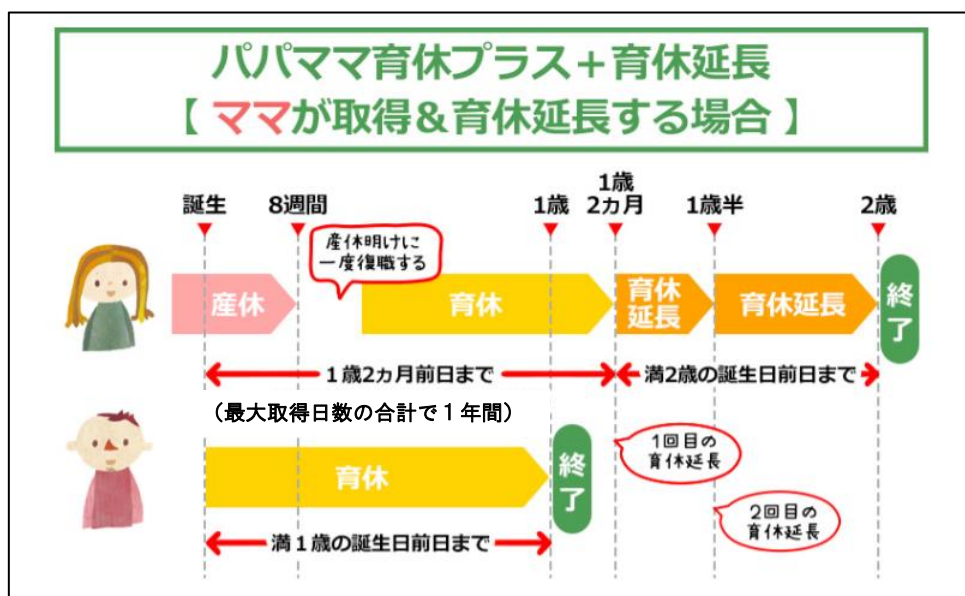 パパママ育休プラス+育休延長
【 ママが取得&育休延長する場合 】
誕生
8週間
1歳
1歳
2カ月
1歳半
2歳
産休明けに
一度復職する
産休
育休
育休
延長
育休延長
終了
1歳2カ月前日まで
満2歳の誕生日前日まで
(最大取得日数の合計で1年間)
育休
終了
1回目の
育休延長
2回目の
育休延長
満1歳の誕生日前日まで